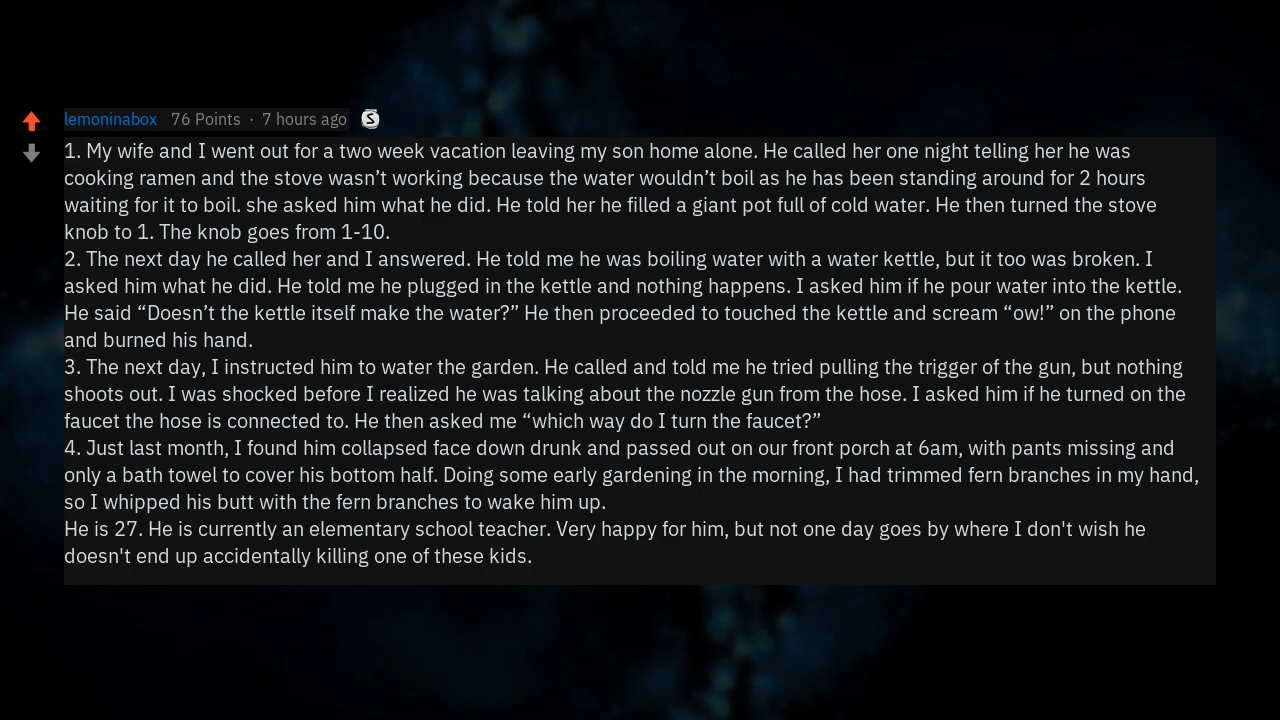 lemoninabox 76 Points · 7 hours ago S
1. My wife and I went out for a two week vacation leaving my son home alone. He called her one night telling her he was
cooking ramen and the stove wasn’t working because the water wouldn’t boil as he has been standing around for 2 hours
waiting for it to boil. she asked him what he did. He told her he filled a giant pot full of cold water. He then turned the stove
knob to 1. The knob goes from 1-10.
2. The next day he called her and I answered. He told me he was boiling water with a water kettle, but it too was broken. I
asked him what he did. He told me he plugged in the kettle and nothing happens. I asked him if he pour water into the kettle.
He said “Doesn’t the kettle itself make the water?” He then proceeded to touched the kettle and scream “ow!” on the phone
and burned his hand.
3. The next day, I instructed him to water the garden. He called and told me he tried pulling the trigger of the gun, but nothing
shoots out. I was shocked before I realized he was talking about the nozzle gun from the hose. I asked him if he turned on the
faucet the hose is connected to. He then asked me “which way do I turn the faucet?”
4. Just last month, I found him collapsed face down drunk and passed out on our front porch at 6am, with pants missing and
only a bath towel to cover his bottom half. Doing some early gardening in the morning, I had trimmed fern branches in my hand,
so I whipped his butt with the fern branches to wake him up.
He is 27. He is currently an elementary school teacher. Very happy for him, but not one day goes by where I don't wish he
doesn't end up accidentally killing one of these kids.